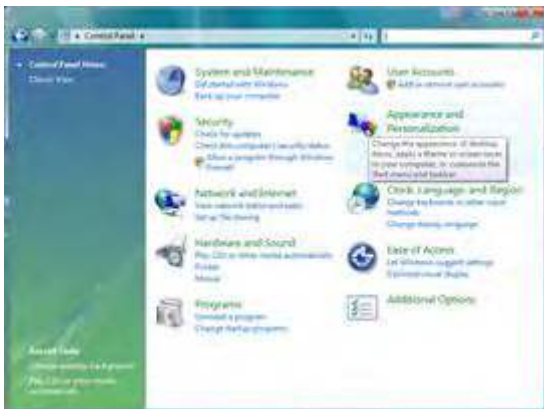 Control Panel
Control Panel Home
Classic View
System and Maintenance
Get started with Windows
Back up your computer
Security
Check for updates
Check this computer's security status
Allow a program through Windows
Firewall
Network and Internet
View network status and tasks
Set up file sharing
Hardware and Sound
Play CDs or other media automatically
Printer
Mouse
Programs
Uninstall a program
Change startup programs
User Accounts
Add or remove user accounts
Appearance and
Personalization
Change the appearance of desktop
items, apply a theme or screen saver
to your computer, or customize the
Start menu and taskbar.
Clock, Language, and Region
Change keyboards or other input
methods
Change display language
Ease of Access
Let Windows suggest settings
Optimize visual display
Additional Options
Recent Tasks
Play CDs or other media
automatically